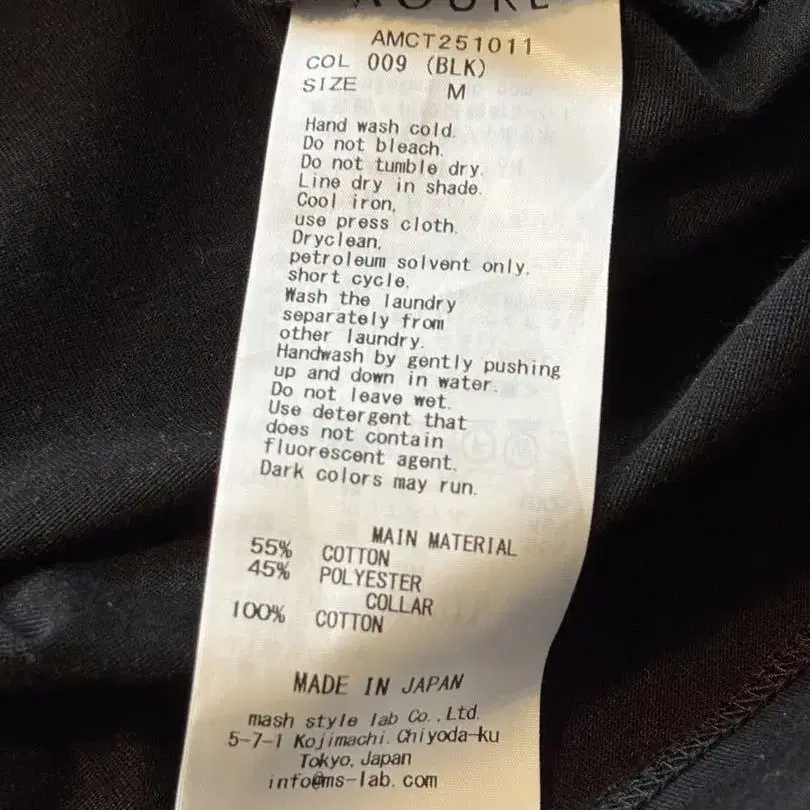 AMCT251011
COL 009 (BLK)
SIZE M
Hand wash cold.
Do not bleach.
Do not tumble dry.
Line dry in shade.
Cool iron,
use press cloth.
Dryclean,
petroleum solvent only.
short cycle.
Wash the laundry
separately from
other laundry.
Handwash by gently pushing
up and down in water.
Do not leave wet.
Use detergent that
does not contain
fluorescent agent.
Dark colors may run.
MAIN MATERIAL
55% COTTON
45% POLYESTER
COLLAR
100% COTTON
MADE IN JAPAN
mash style lab Co.,Ltd.
5-7-1 Kojimachi. Chiyoda-ku
Tokyo, Japan
info@ms-lab.com